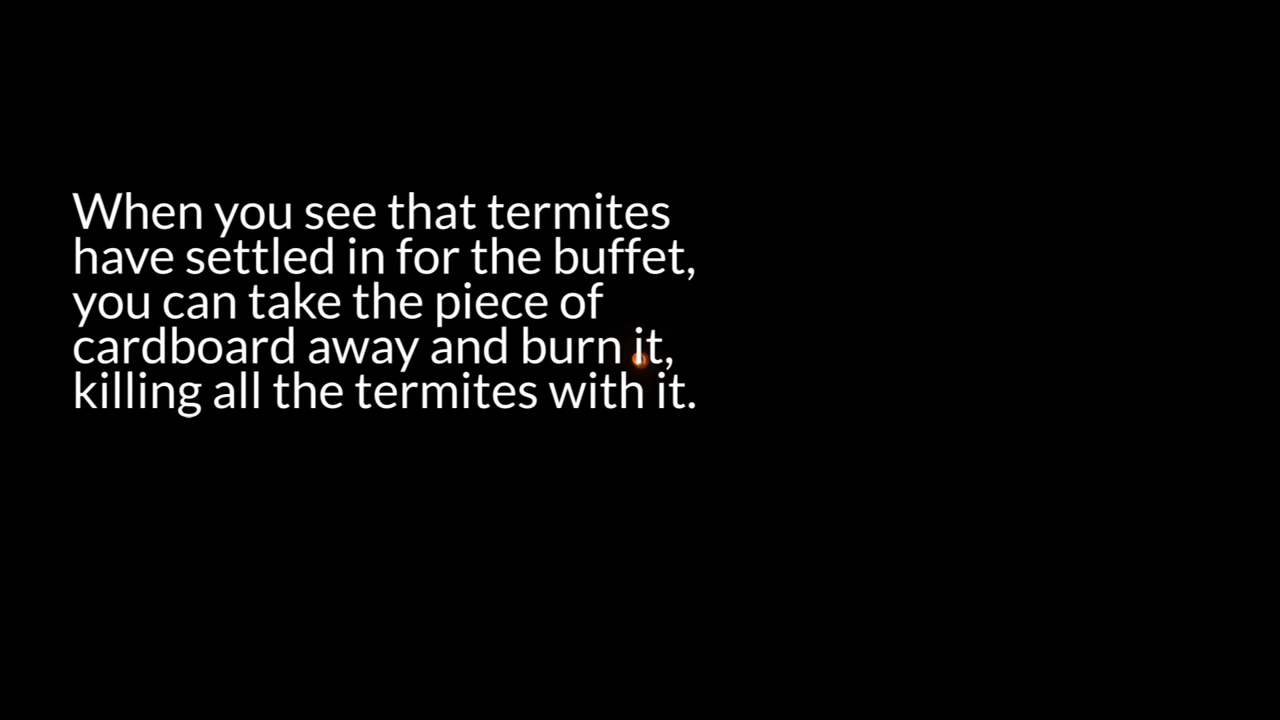 When you see that termites
have settled in for the buffet,
you can take the piece of
cardboard away and burn it,
killing all the termites with it.